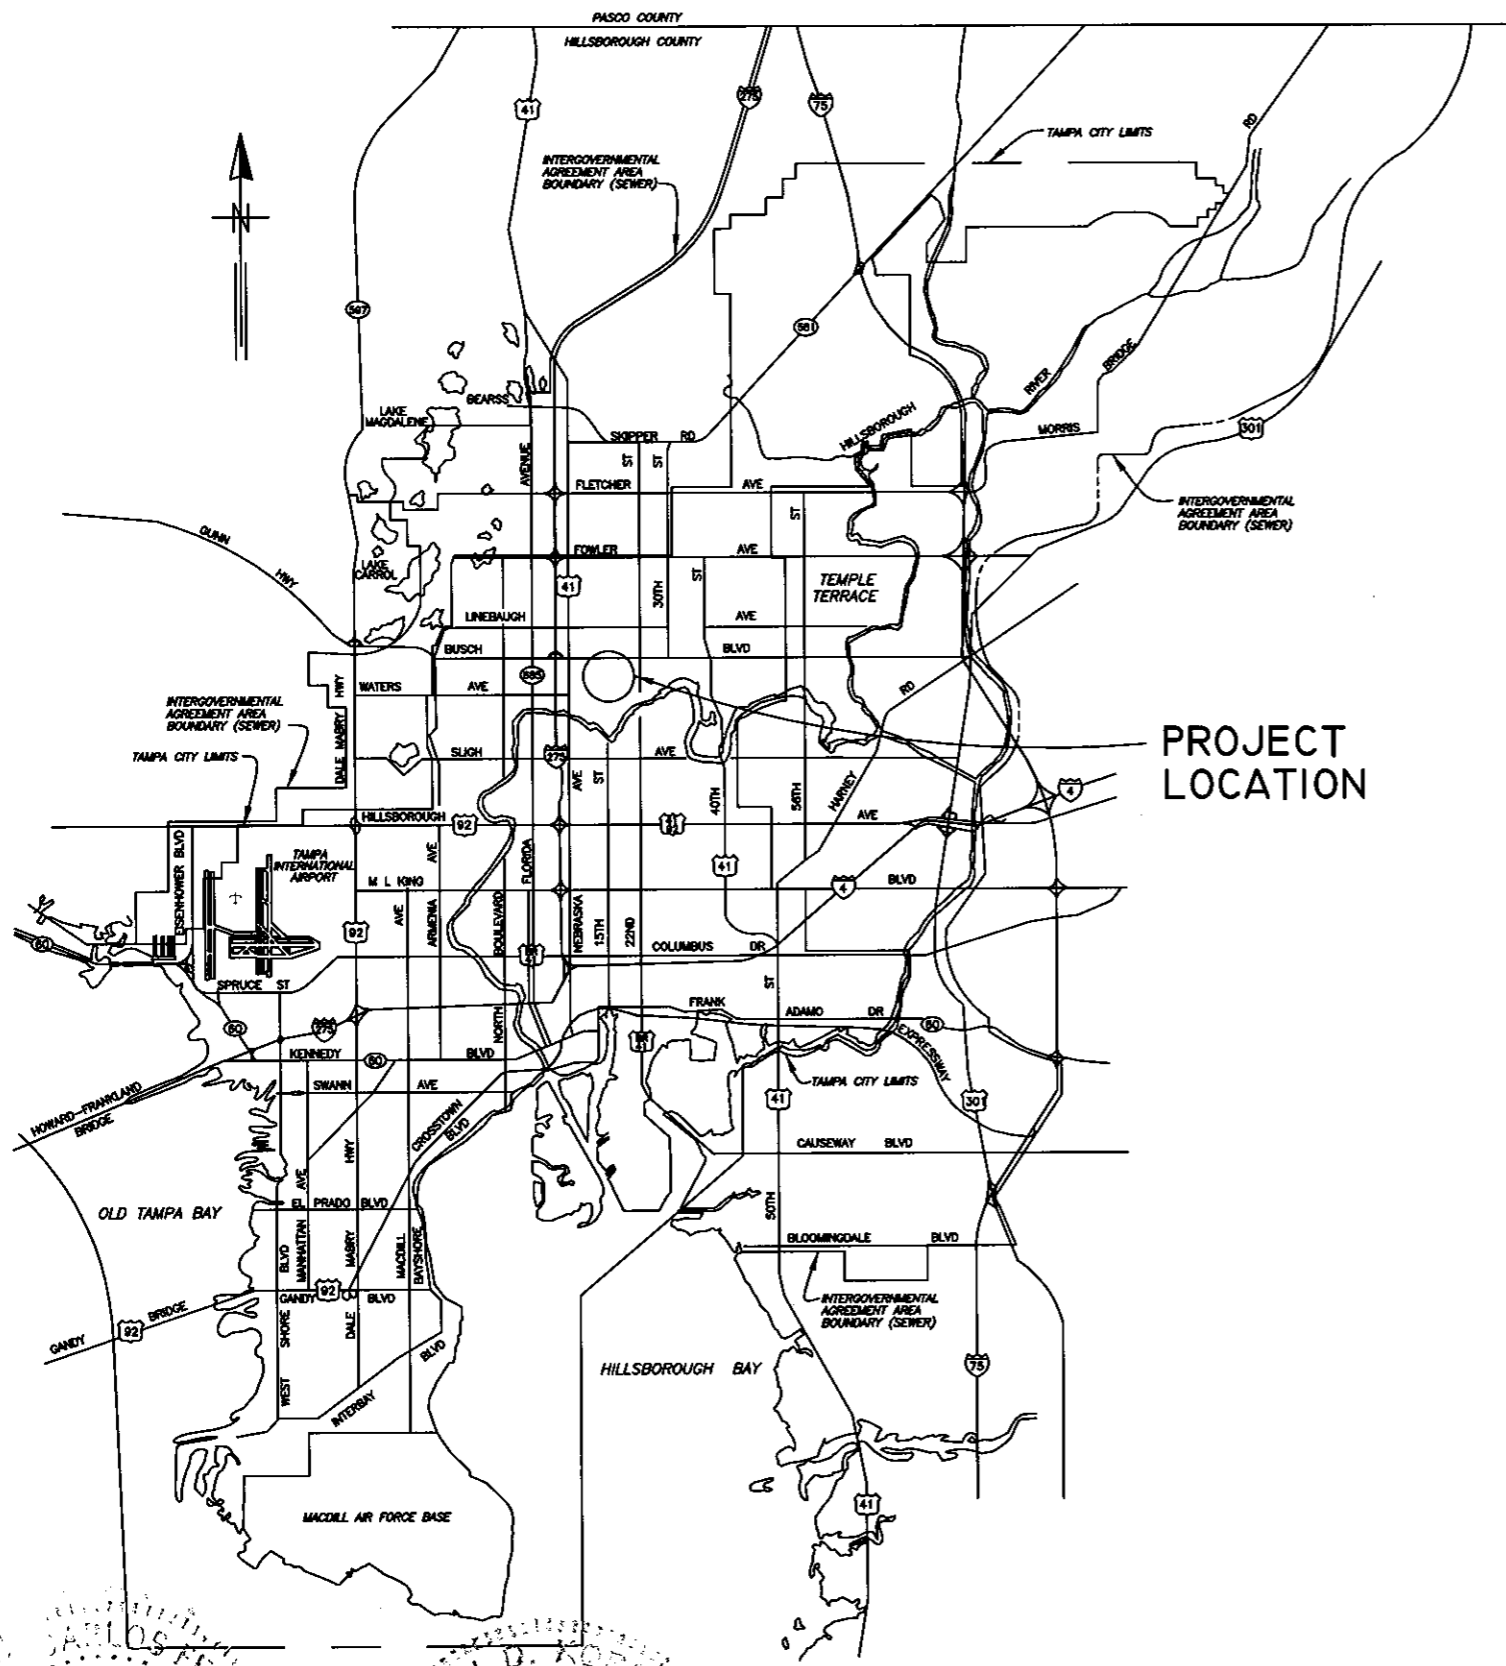 PASCO COUNTY
HILLSBOROUGH COUNTY
41
275
75
TAMPA CITY LIMITS
RD
INTERGOVERNMENTAL
AGREEMENT AREA
BOUNDARY (SEWER)
N
597
581
BRIDGE
RIVER
LAKE
MAGDALENE
BEARSS
HILLSBOROUGH
MORRIS
301
SKIPPER RD
AVENUE
ST
ST
FLETCHER AVE
ST
INTERGOVERNMENTAL
AGREEMENT AREA
BOUNDARY (SEWER)
GUNN HWY
LAKE
CARROL
FOWLER AVE
ST
41
30TH
TEMPLE
TERRACE
LINEBAUGH AVE
BUSCH BLVD
WATERS AVE
HWY
RD
INTERGOVERNMENTAL
AGREEMENT AREA
BOUNDARY (SEWER)
TAMPA CITY LIMITS
DALE MABRY
SLIGH AVE
275
PROJECT
LOCATION
AVE
ST
40TH
56TH
HARNEY
4
HILLSBOROUGH
92
AVE
EISENHOWER BLVD
TAMPA
INTERNATIONAL
AIRPORT
AVE
FLORIDA
41
M L KING
4
BLVD
AVE
ARMENIA
BOULEVARD
NEBRASKA
15TH
22ND
92
60
COLUMBUS DR
SPRUCE ST
ST
FRANK
ADAMO DR
60
60
275
NORTH
41
EXPRESSWAY
KENNEDY
60
BLVD
SWANN AVE
TAMPA CITY LIMITS
HOWARD-FRANKLAND
BRIDGE
CROSSTOWN
BLVD
41
301
HWY
CAUSEWAY BLVD
AVE
EL PRADO BLVD
OLD TAMPA BAY
50TH
BLVD
MANHATTAN
MABRY
MACDILL
BAYSHORE
BLOOMINGDALE BLVD
92
GANDY BLVD
INTERGOVERNMENTAL
AGREEMENT AREA
BOUNDARY (SEWER)
GANDY
92
BRIDGE
SHORE
DALE
BLVD
HILLSBOROUGH BAY
75
WEST
INTERBAY
41
MACDILL AIR FORCE BASE